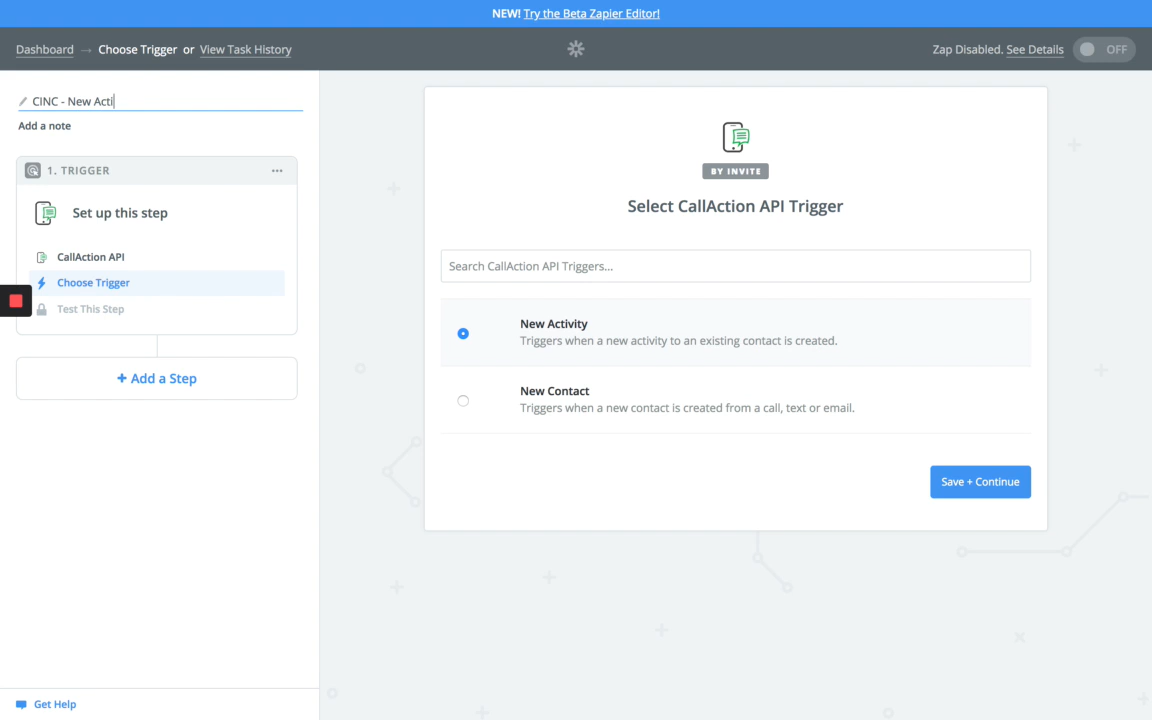 NEW! Try the Beta Zapier Editor!
Dashboard → Choose Trigger or View Task History
Zap Disabled. See Details OFF
CINC - New Acti
Add a note
1. TRIGGER
Set up this step
CallAction API
Choose Trigger
Test This Step
+ Add a Step
Get Help
BY INVITE
Select CallAction API Trigger
Search CallAction API Triggers...
New Activity
Triggers when a new activity to an existing contact is created.
New Contact
Triggers when a new contact is created from a call, text or email.
Save + Continue